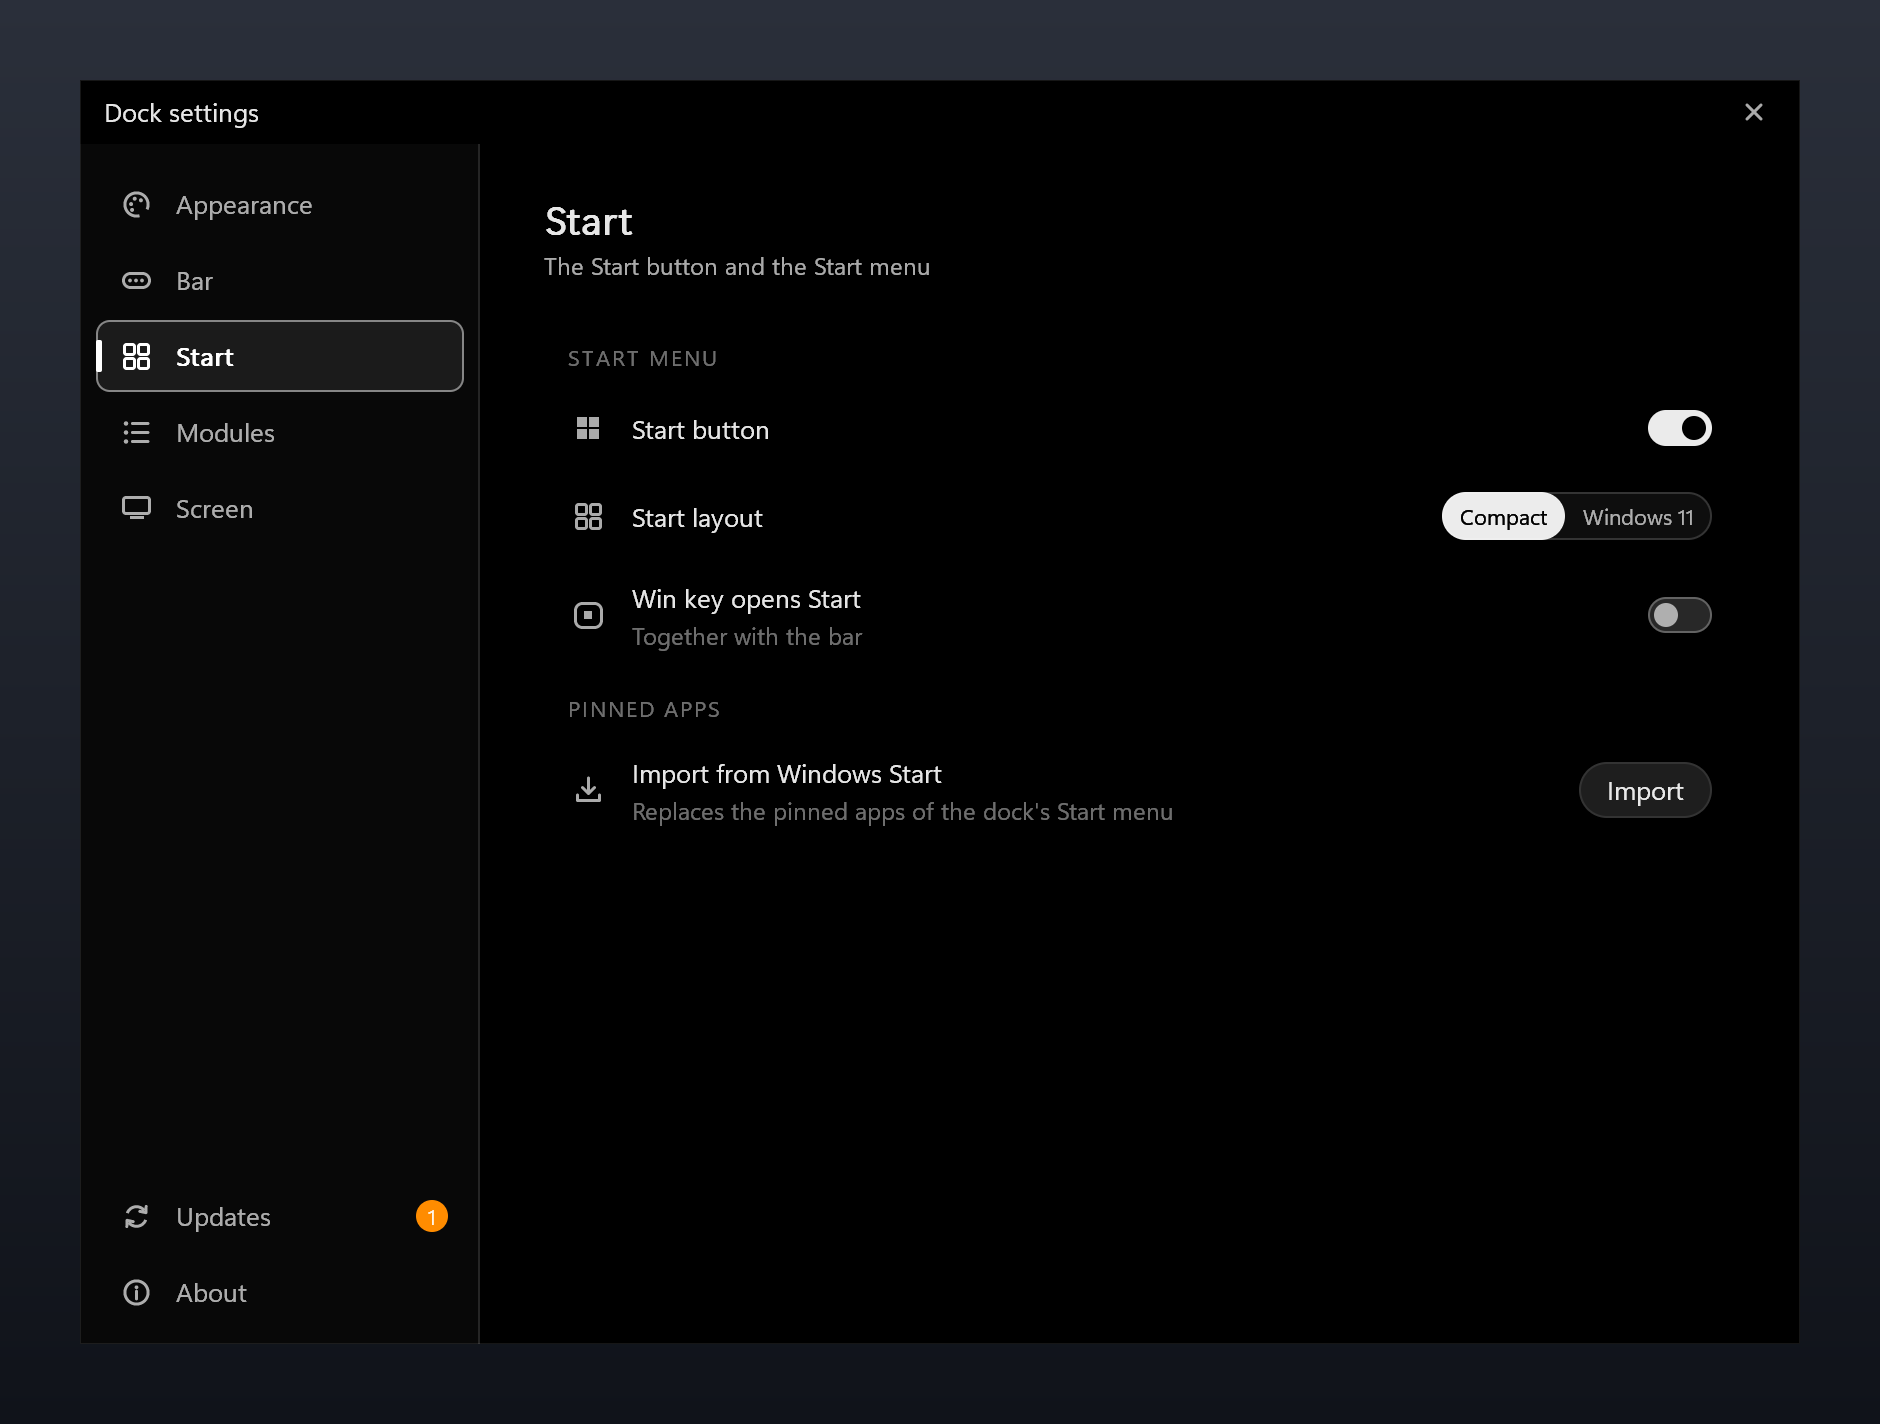 Dock settings
Appearance
Bar
Start
Modules
Screen
Updates
1
About
Start
The Start button and the Start menu
START MENU
Start button
Start layout
Compact
Windows 11
Win key opens Start
Together with the bar
PINNED APPS
Import from Windows Start
Replaces the pinned apps of the dock's Start menu
Import